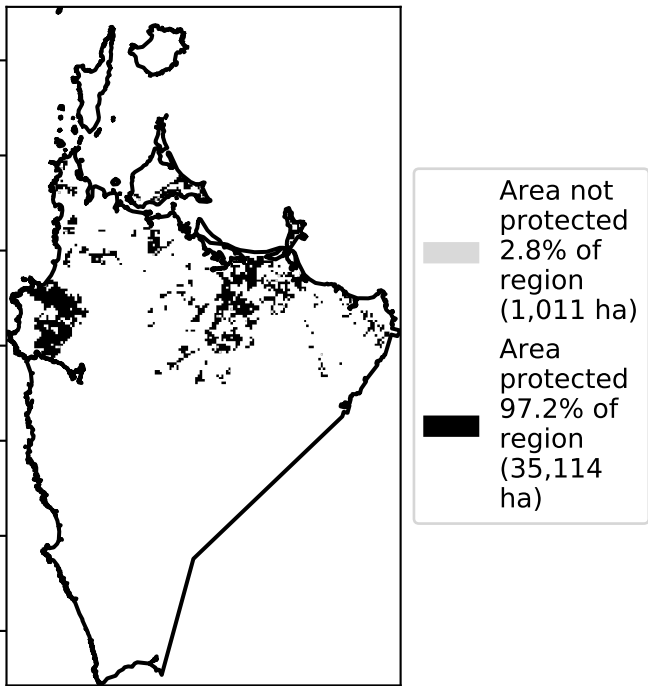 Area not
protected
2.8% of
region
(1,011 ha)
Area
protected
97.2% of
region
(35,114
ha)